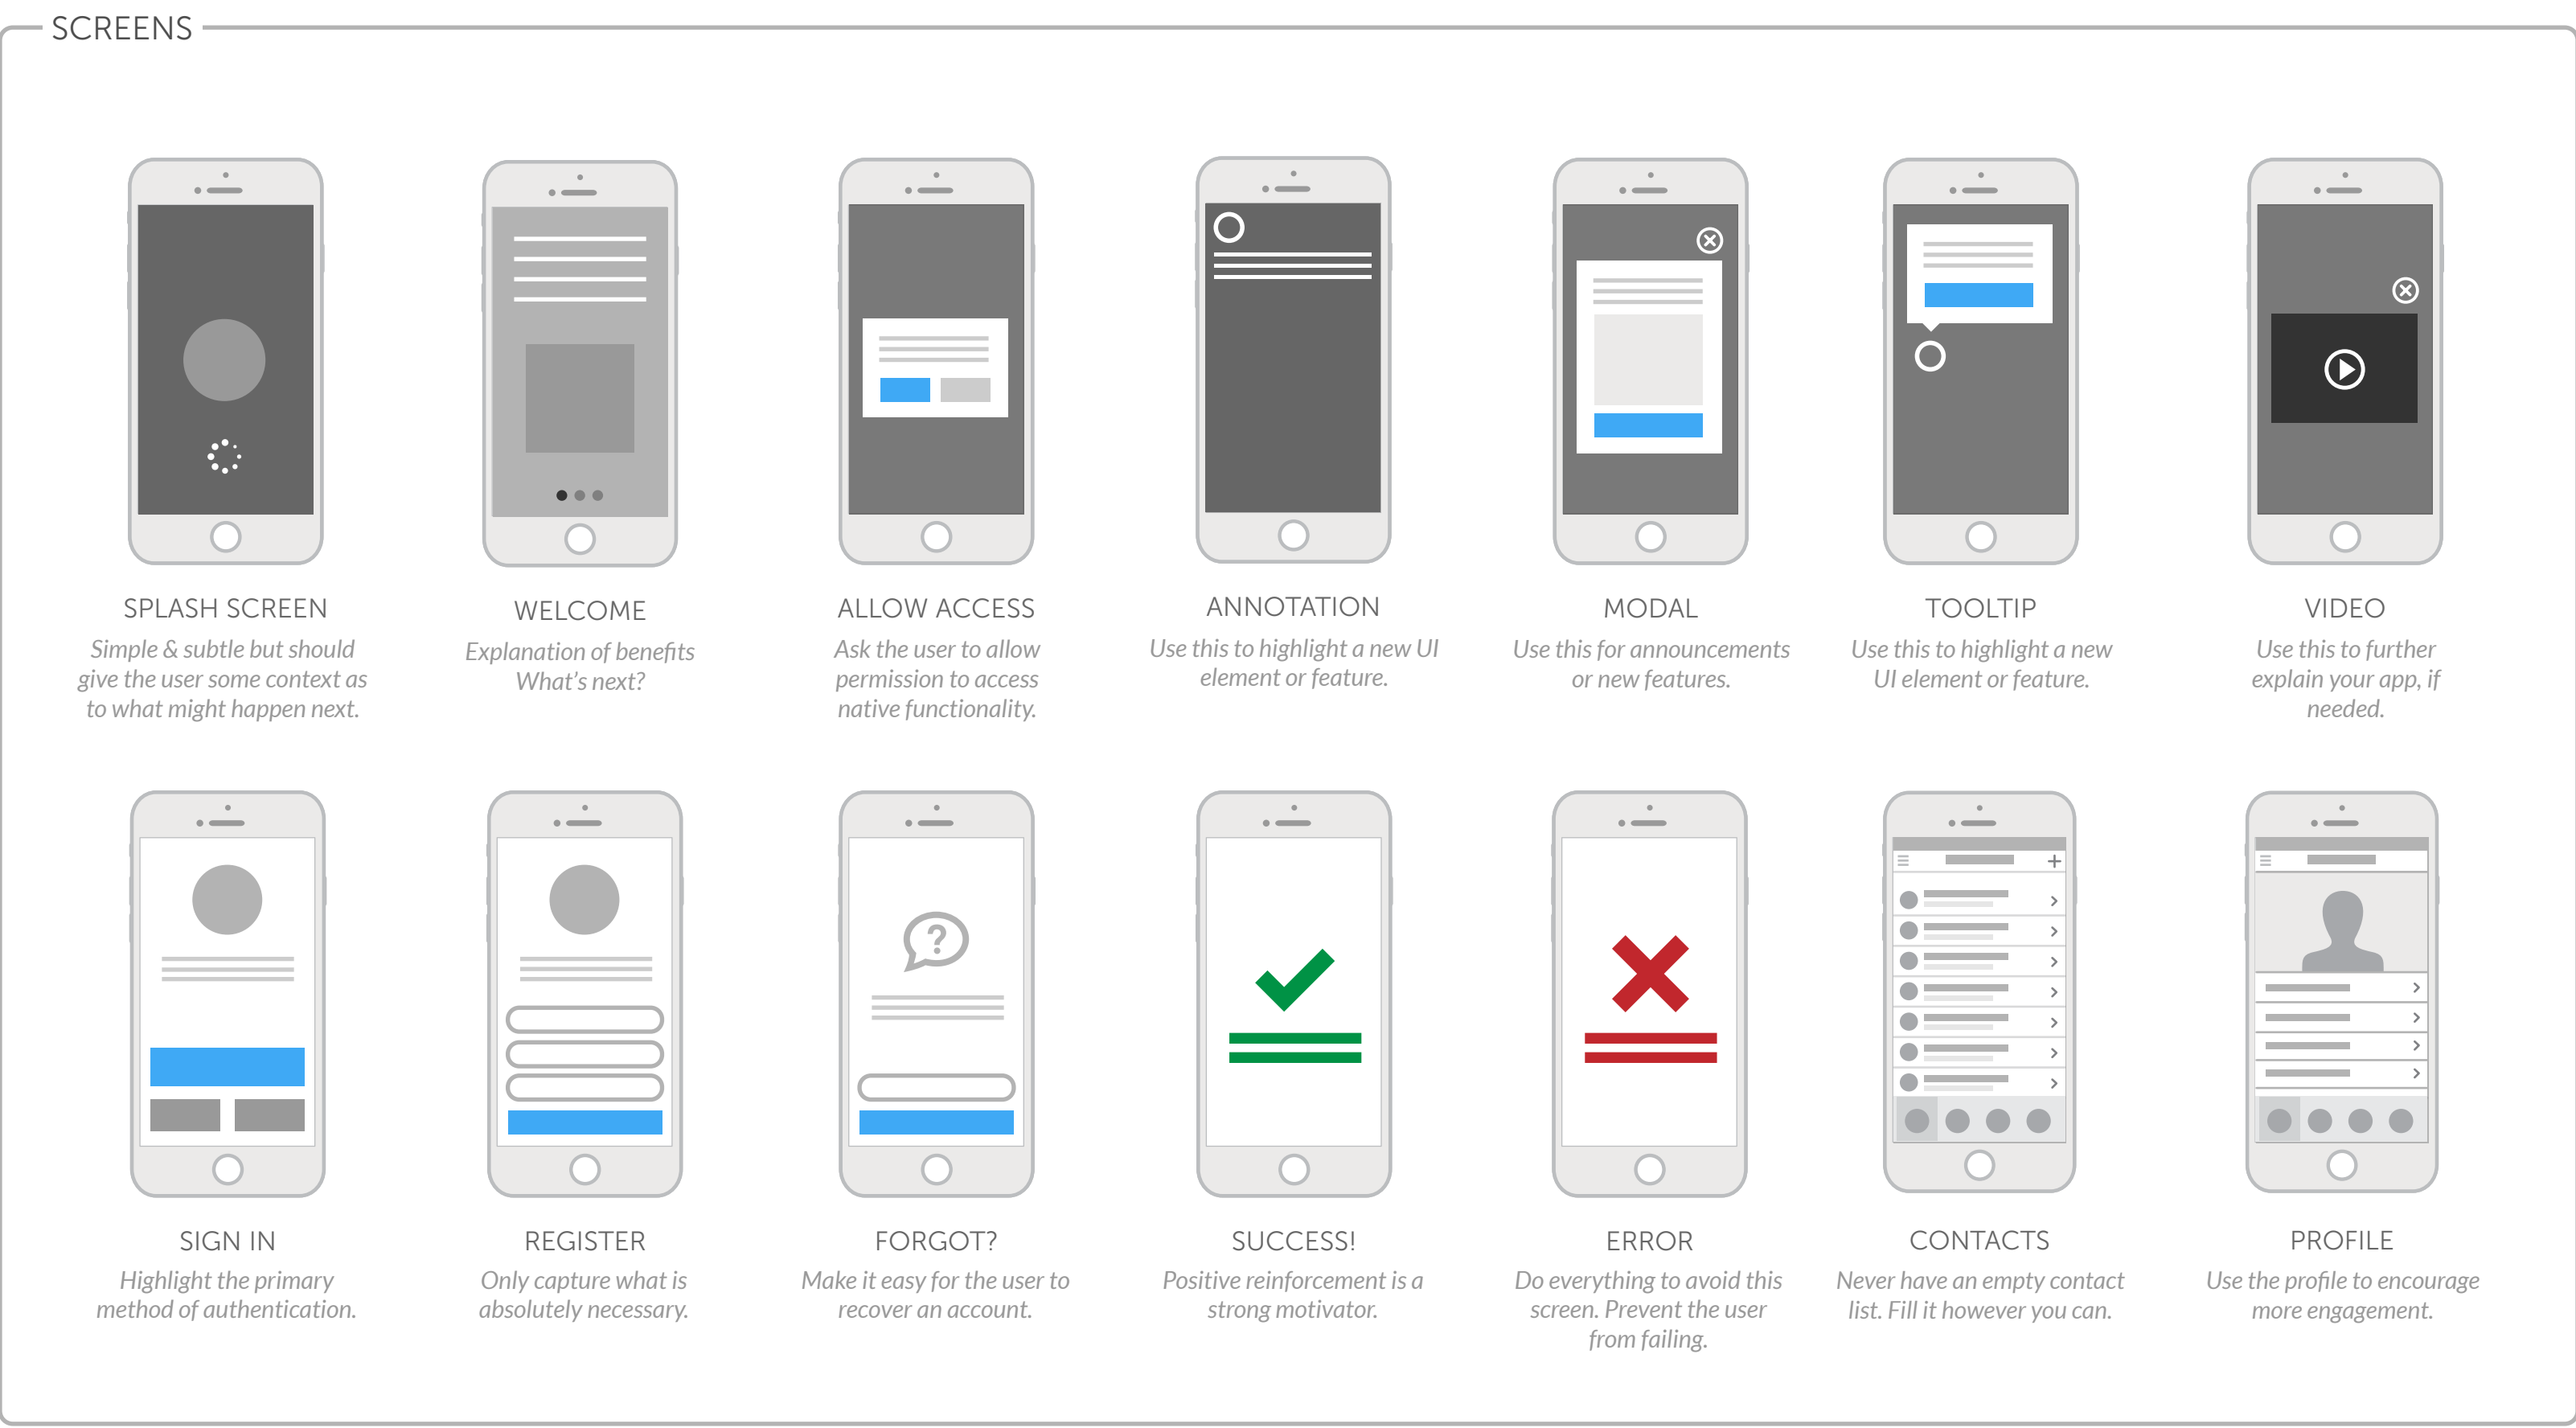 SCREENS
SPLASH SCREEN
Simple & subtle but should
give the user some context as
to what might happen next.
WELCOME
Explanation of benefits
What's next?
ALLOW ACCESS
Ask the user to allow
permission to access
native functionality.
ANNOTATION
Use this to highlight a new UI
element or feature.
MODAL
Use this for announcements
or new features.
TOOLTIP
Use this to highlight a new
UI element or feature.
VIDEO
Use this to further
explain your app, if
needed.
SIGN IN
Highlight the primary
method of authentication.
REGISTER
Only capture what is
absolutely necessary.
?
FORGOT?
Make it easy for the user to
recover an account.
SUCCESS!
Positive reinforcement is a
strong motivator.
ERROR
Do everything to avoid this
screen. Prevent the user
from failing.
CONTACTS
Never have an empty contact
list. Fill it however you can.
PROFILE
Use the profile to encourage
more engagement.